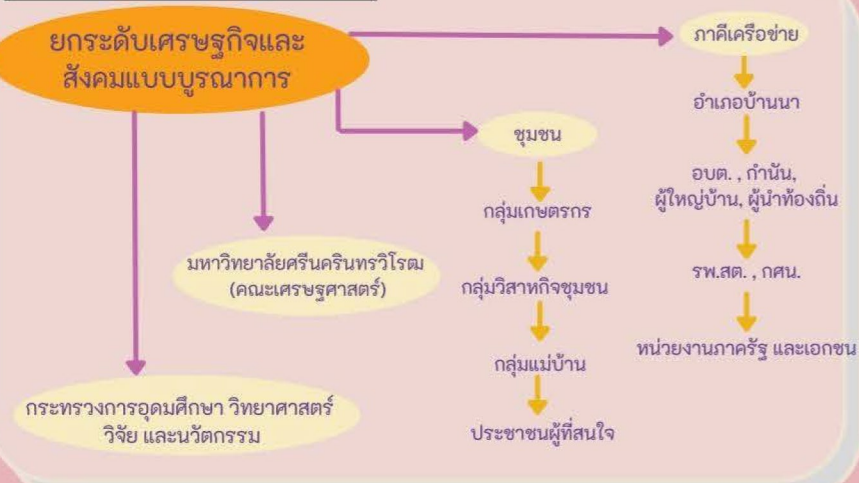 ยกระดับเศรษฐกิจและ
สังคมแบบบูรณาการ
ภาคีเครือข่าย
อำเภอบ้านนา
อบต. , กำนัน,
ผู้ใหญ่บ้าน, ผู้นำท้องถิ่น
รพ.สต. , กศน.
หน่วยงานภาครัฐ และเอกชน
ชุมชน
กลุ่มเกษตรกร
กลุ่มวิสาหกิจชุมชน
กลุ่มแม่บ้าน
ประชาชนผู้ที่สนใจ
มหาวิทยาลัยศรีนครินทรวิโรฒ
(คณะเศรษฐศาสตร์)
กระทรวงการอุดมศึกษา วิทยาศาสตร์
วิจัย และนวัตกรรม